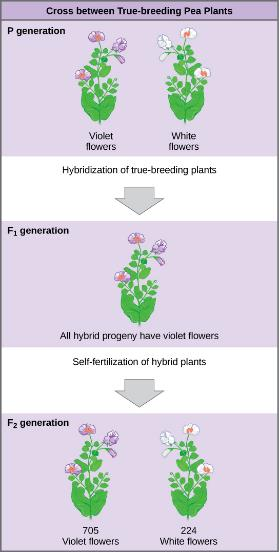 Cross between True-breeding Pea Plants
P generation
Violet
flowers
White
flowers
Hybridization of true-breeding plants
F1 generation
All hybrid progeny have violet flowers
Self-fertilization of hybrid plants
F2 generation
705
Violet flowers
224
White flowers